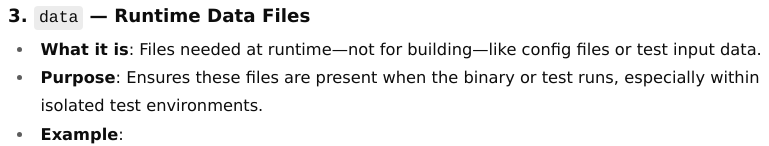 3. data — Runtime Data Files
• What it is: Files needed at runtime—not for building—like config files or test input data.
• Purpose: Ensures these files are present when the binary or test runs, especially within
isolated test environments.
• Example: